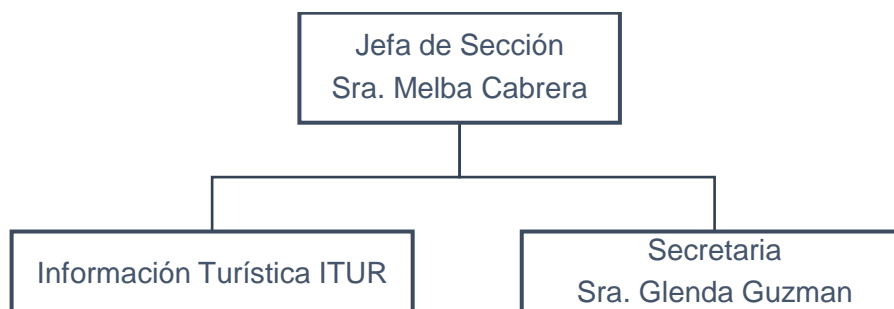 Jefa de Sección
Sra. Melba Cabrera
Información Turística ITUR
Secretaria
Sra. Glenda Guzman